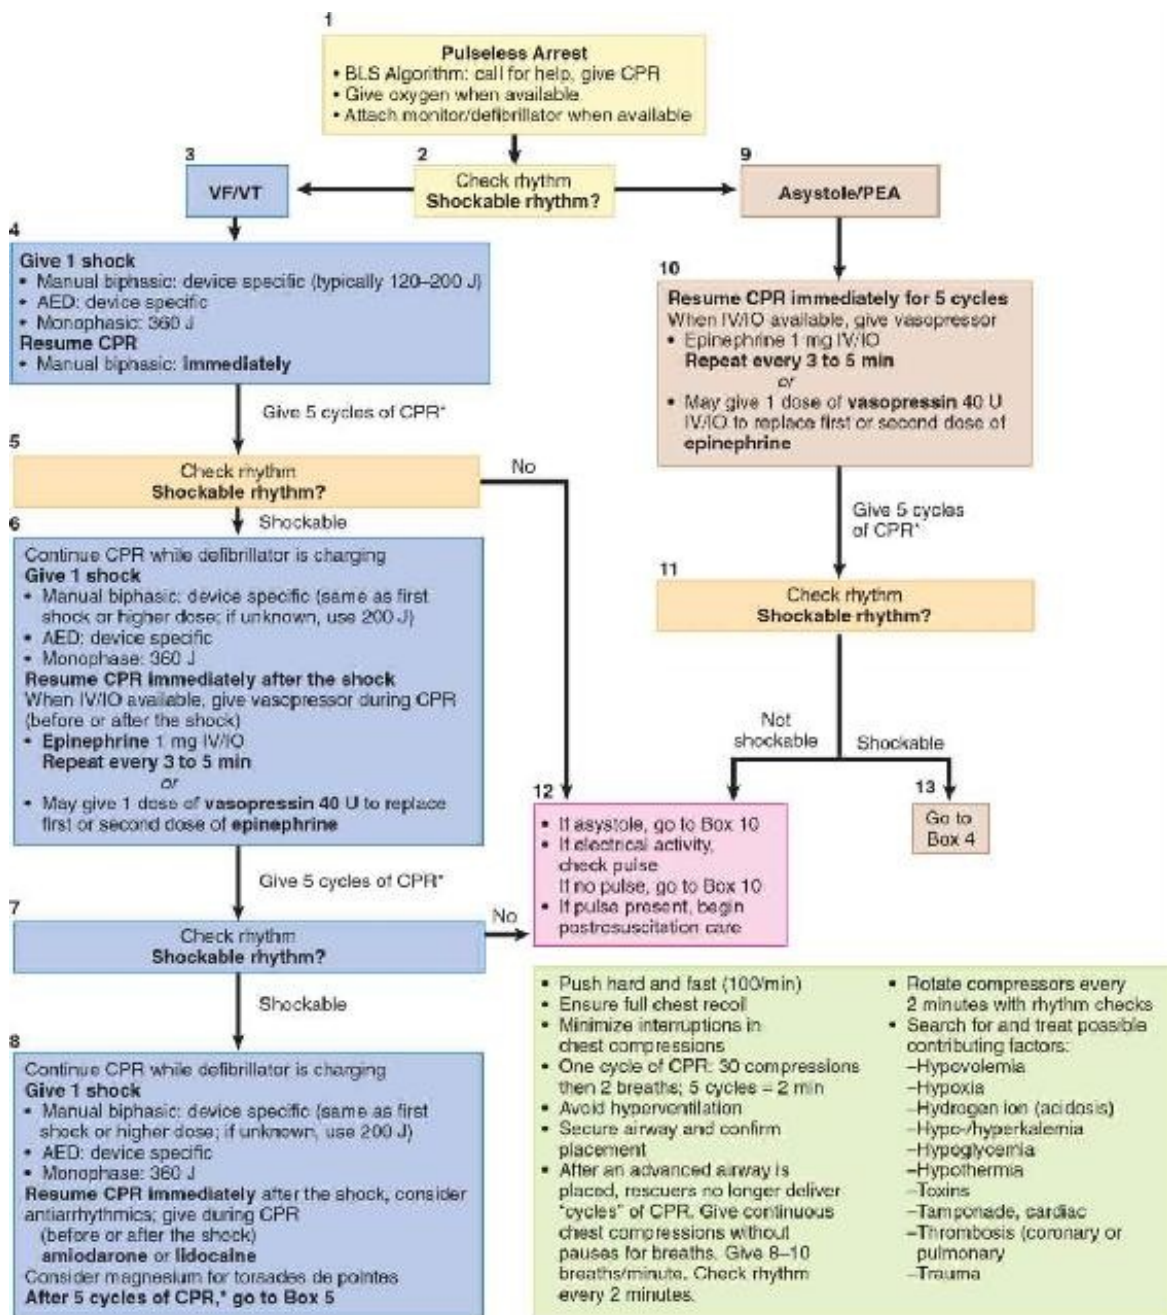 1
Pulseless Arrest
• BLS Algorithm: call for help, give CPR
• Give oxygen when available
• Attach monitor/defibrillator when available
2
Check rhythm
Shockable rhythm?
3
VF/VT
9
Asystole/PEA
4
Give 1 shock
• Manual biphasic: device specific (typically 120–200 J)
• AED: device specific
• Monophasic: 360 J
Resume CPR
• Manual biphasic: immediately
Give 5 cycles of CPR*
5
Check rhythm
Shockable rhythm?
No
Shockable
6
Continue CPR while defibrillator is charging
Give 1 shock
• Manual biphasic: device specific (same as first
shock or higher dose; if unknown, use 200 J)
• AED: device specific
• Monophase: 360 J
Resume CPR immediately after the shock
When IV/IO available, give vasopressor during CPR
(before or after the shock)
• Epinephrine 1 mg IV/IO
Repeat every 3 to 5 min
or
• May give 1 dose of vasopressin 40 U to replace
first or second dose of epinephrine
Give 5 cycles of CPR*
7
Check rhythm
Shockable rhythm?
No
Shockable
8
Continue CPR while defibrillator is charging
Give 1 shock
• Manual biphasic: device specific (same as first
shock or higher dose; if unknown, use 200 J)
• AED: device specific
• Monophase: 360 J
Resume CPR immediately after the shock, consider
antiarrhythmics; give during CPR
(before or after the shock)
amiodarone or lidocaine
Consider magnesium for torsades de pointes
After 5 cycles of CPR,* go to Box 5
10
Resume CPR immediately for 5 cycles
When IV/IO available, give vasopressor
• Epinephrine 1 mg IV/IO
Repeat every 3 to 5 min
or
• May give 1 dose of vasopressin 40 U
IV/IO to replace first or second dose of
epinephrine
Give 5 cycles
of CPR*
11
Check rhythm
Shockable rhythm?
Not
shockable
Shockable
12
• If asystole, go to Box 10
• If electrical activity,
check pulse
If no pulse, go to Box 10
• If pulse present, begin
postresuscitation care
13
Go to
Box 4
• Push hard and fast (100/min)
• Ensure full chest recoil
• Minimize interruptions in
chest compressions
• One cycle of CPR: 30 compressions
then 2 breaths; 5 cycles = 2 min
• Avoid hyperventilation
• Secure airway and confirm
placement
• After an advanced airway is
placed, rescuers no longer deliver
"cycles" of CPR. Give continuous
chest compressions without
pauses for breaths. Give 8–10
breaths/minute. Check rhythm
every 2 minutes.
• Rotate compressors every
2 minutes with rhythm checks
• Search for and treat possible
contributing factors:
–Hypovolemia
–Hypoxia
–Hydrogen ion (acidosis)
–Hypo-/hyperkalemia
–Hypoglycemia
–Hypothermia
–Toxins
–Tamponade, cardiac
–Thrombosis (coronary or
pulmonary
–Trauma